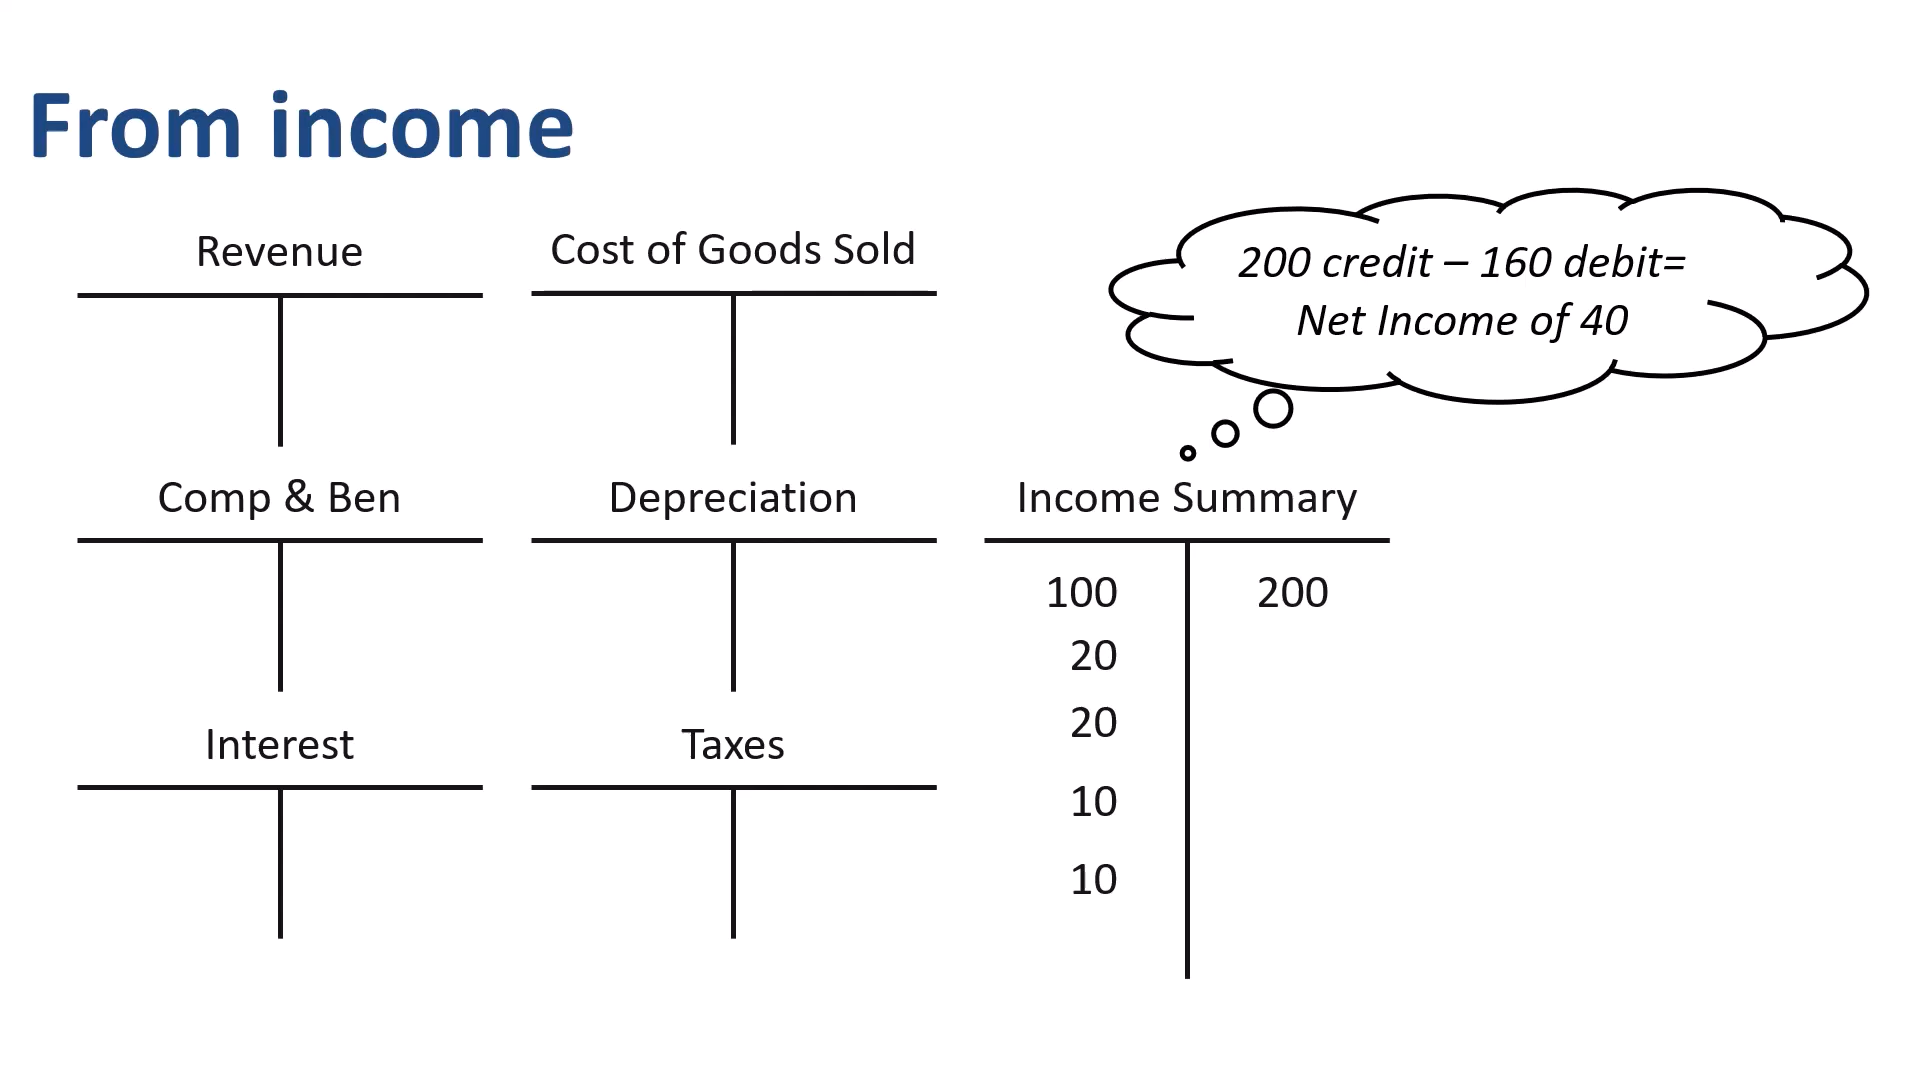 From income
Revenue
Cost of Goods Sold
200 credit – 160 debit=
Net Income of 40
Comp & Ben
Depreciation
Income Summary
100 200
20
20
Interest
Taxes
10
10